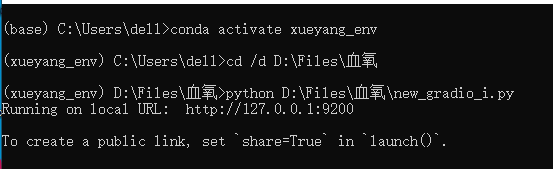 (base) C:\Users\dell>conda activate xueyang_env
(xueyang_env) C:\Users\dell>cd /d D:\Files\血氧
(xueyang_env) D:\Files\血氧>python D:\Files\血氧\new_gradio_i.py
Running on local URL:  http://127.0.0.1:9200
To create a public link, set `share=True` in `launch()`.